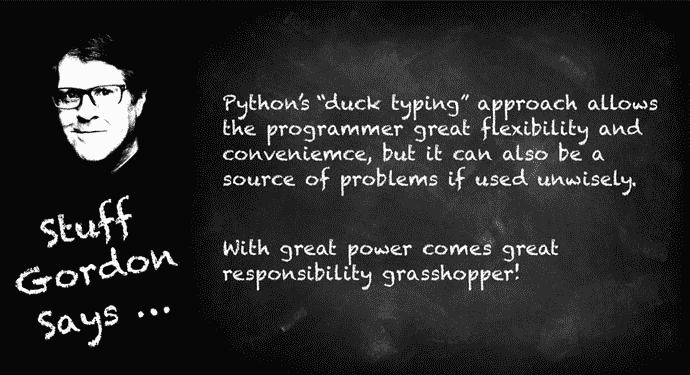 Stuff
Gordon
Says ...
Python's “duck typing” approach allows
the programmer great flexibility and
conveniemce, but it can also be a
source of problems if used unwisely.
With great power comes great
responsibility grasshopper!